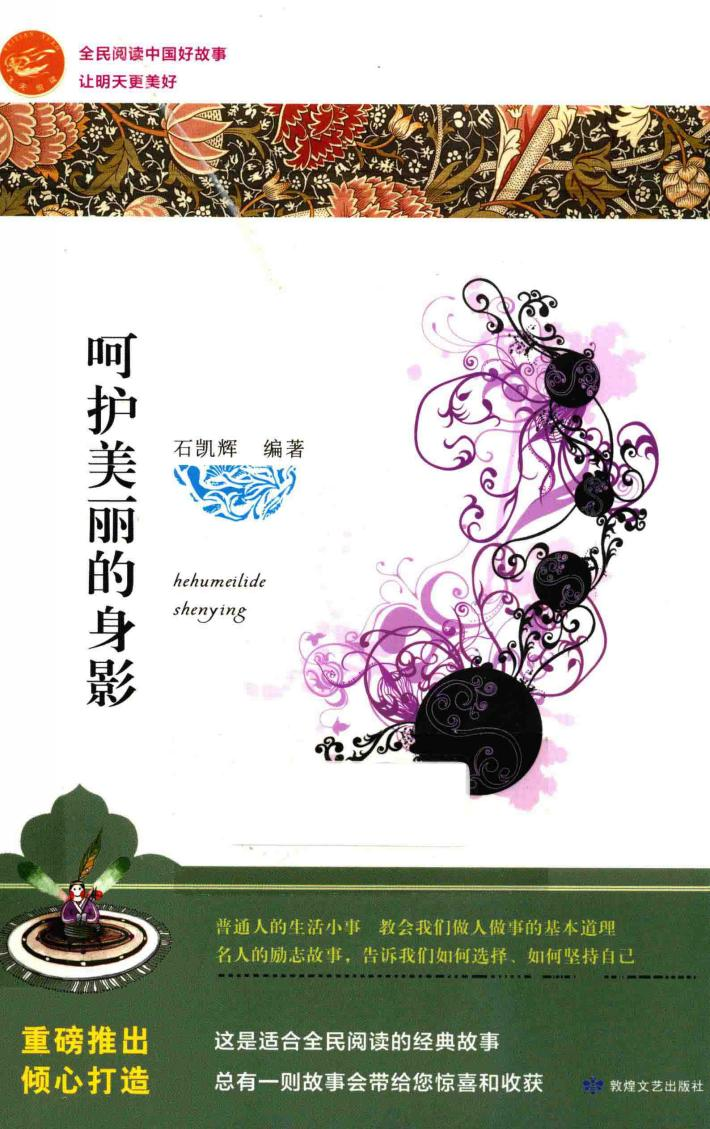 全民阅读中国好故事
让明天更美好
呵护美丽的身影
石凯辉 编著
hehumeilide
shenying
普通人的生活小事 教会我们做人做事的基本道理
名人的励志故事，告诉我们如何选择、如何坚持自己
重磅推出
倾心打造
这是适合全民阅读的经典故事
总有一则故事会带给您惊喜和收获
敦煌文艺出版社